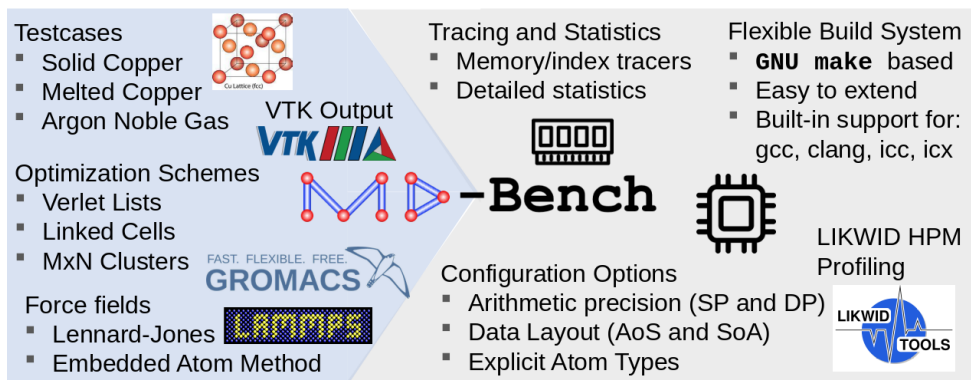 Testcases
▪ Solid Copper
▪ Melted Copper
▪ Argon Noble Gas
Cu Lattice (fcc)
VTK Output
VTK
Optimization Schemes
▪ Verlet Lists
▪ Linked Cells
▪ MxN Clusters
FAST. FLEXIBLE. FREE.
GROMACS
Force fields
▪ Lennard-Jones
▪ Embedded Atom Method
LAMMPS
MD-Bench
Tracing and Statistics
▪ Memory/index tracers
▪ Detailed statistics
Flexible Build System
▪ GNU make based
▪ Easy to extend
▪ Built-in support for:
gcc, clang, icc, icx
Configuration Options
▪ Arithmetic precision (SP and DP)
▪ Data Layout (AoS and SoA)
▪ Explicit Atom Types
LIKWID HPM
Profiling
LIKWID
TOOLS